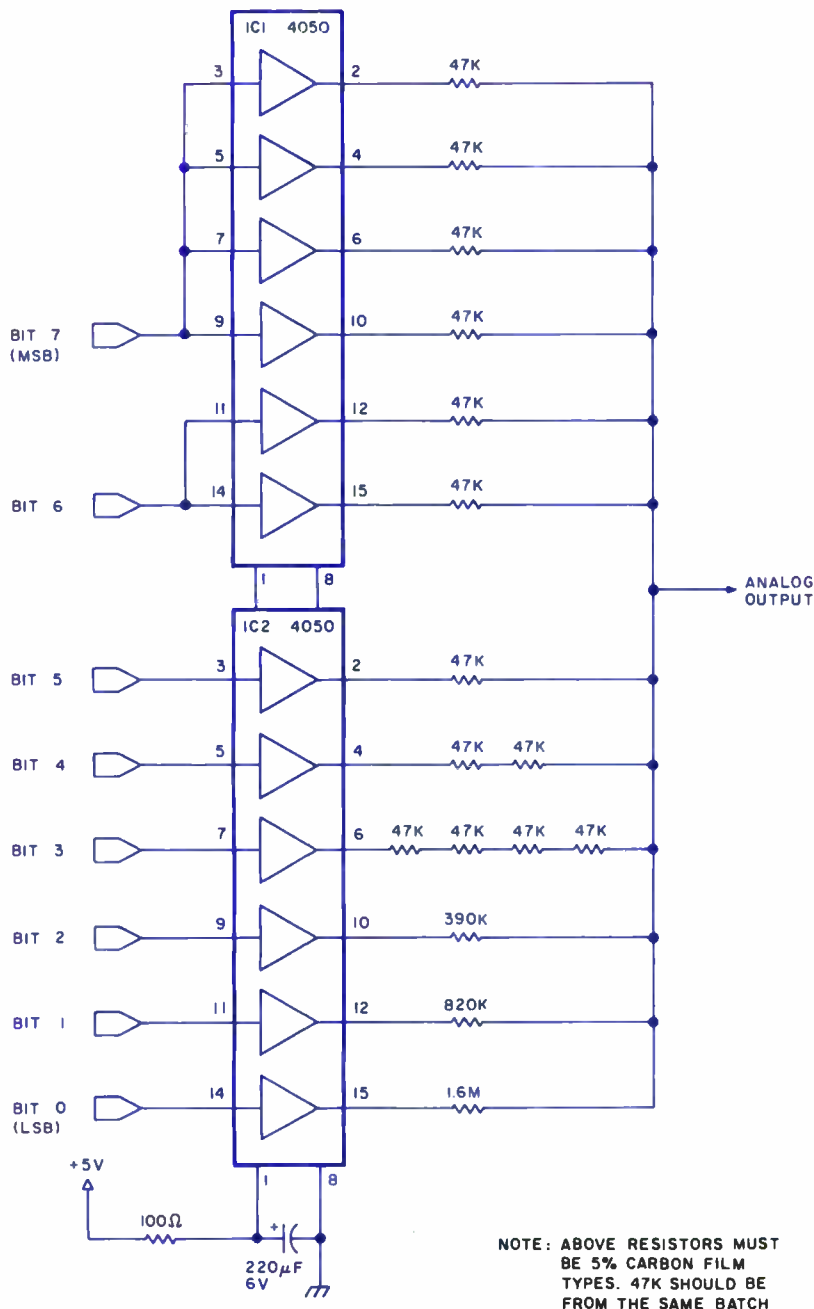 IC1 4050
3 2 47K
5 4 47K
7 6 47K
BIT 7 9 10 47K
(MSB)
11 12 47K
BIT 6 14 15 47K
1 8
ANALOG
OUTPUT
IC2 4050
BIT 5 3 2 47K
BIT 4 5 4 47K 47K
BIT 3 7 6 47K 47K 47K 47K
BIT 2 9 10 390K
BIT 1 11 12 820K
BIT 0 14 15 1.6M
(LSB)
+5V
1 8
100Ω
+
220µF
6V
NOTE: ABOVE RESISTORS MUST
BE 5% CARBON FILM
TYPES. 47K SHOULD BE
FROM THE SAME BATCH